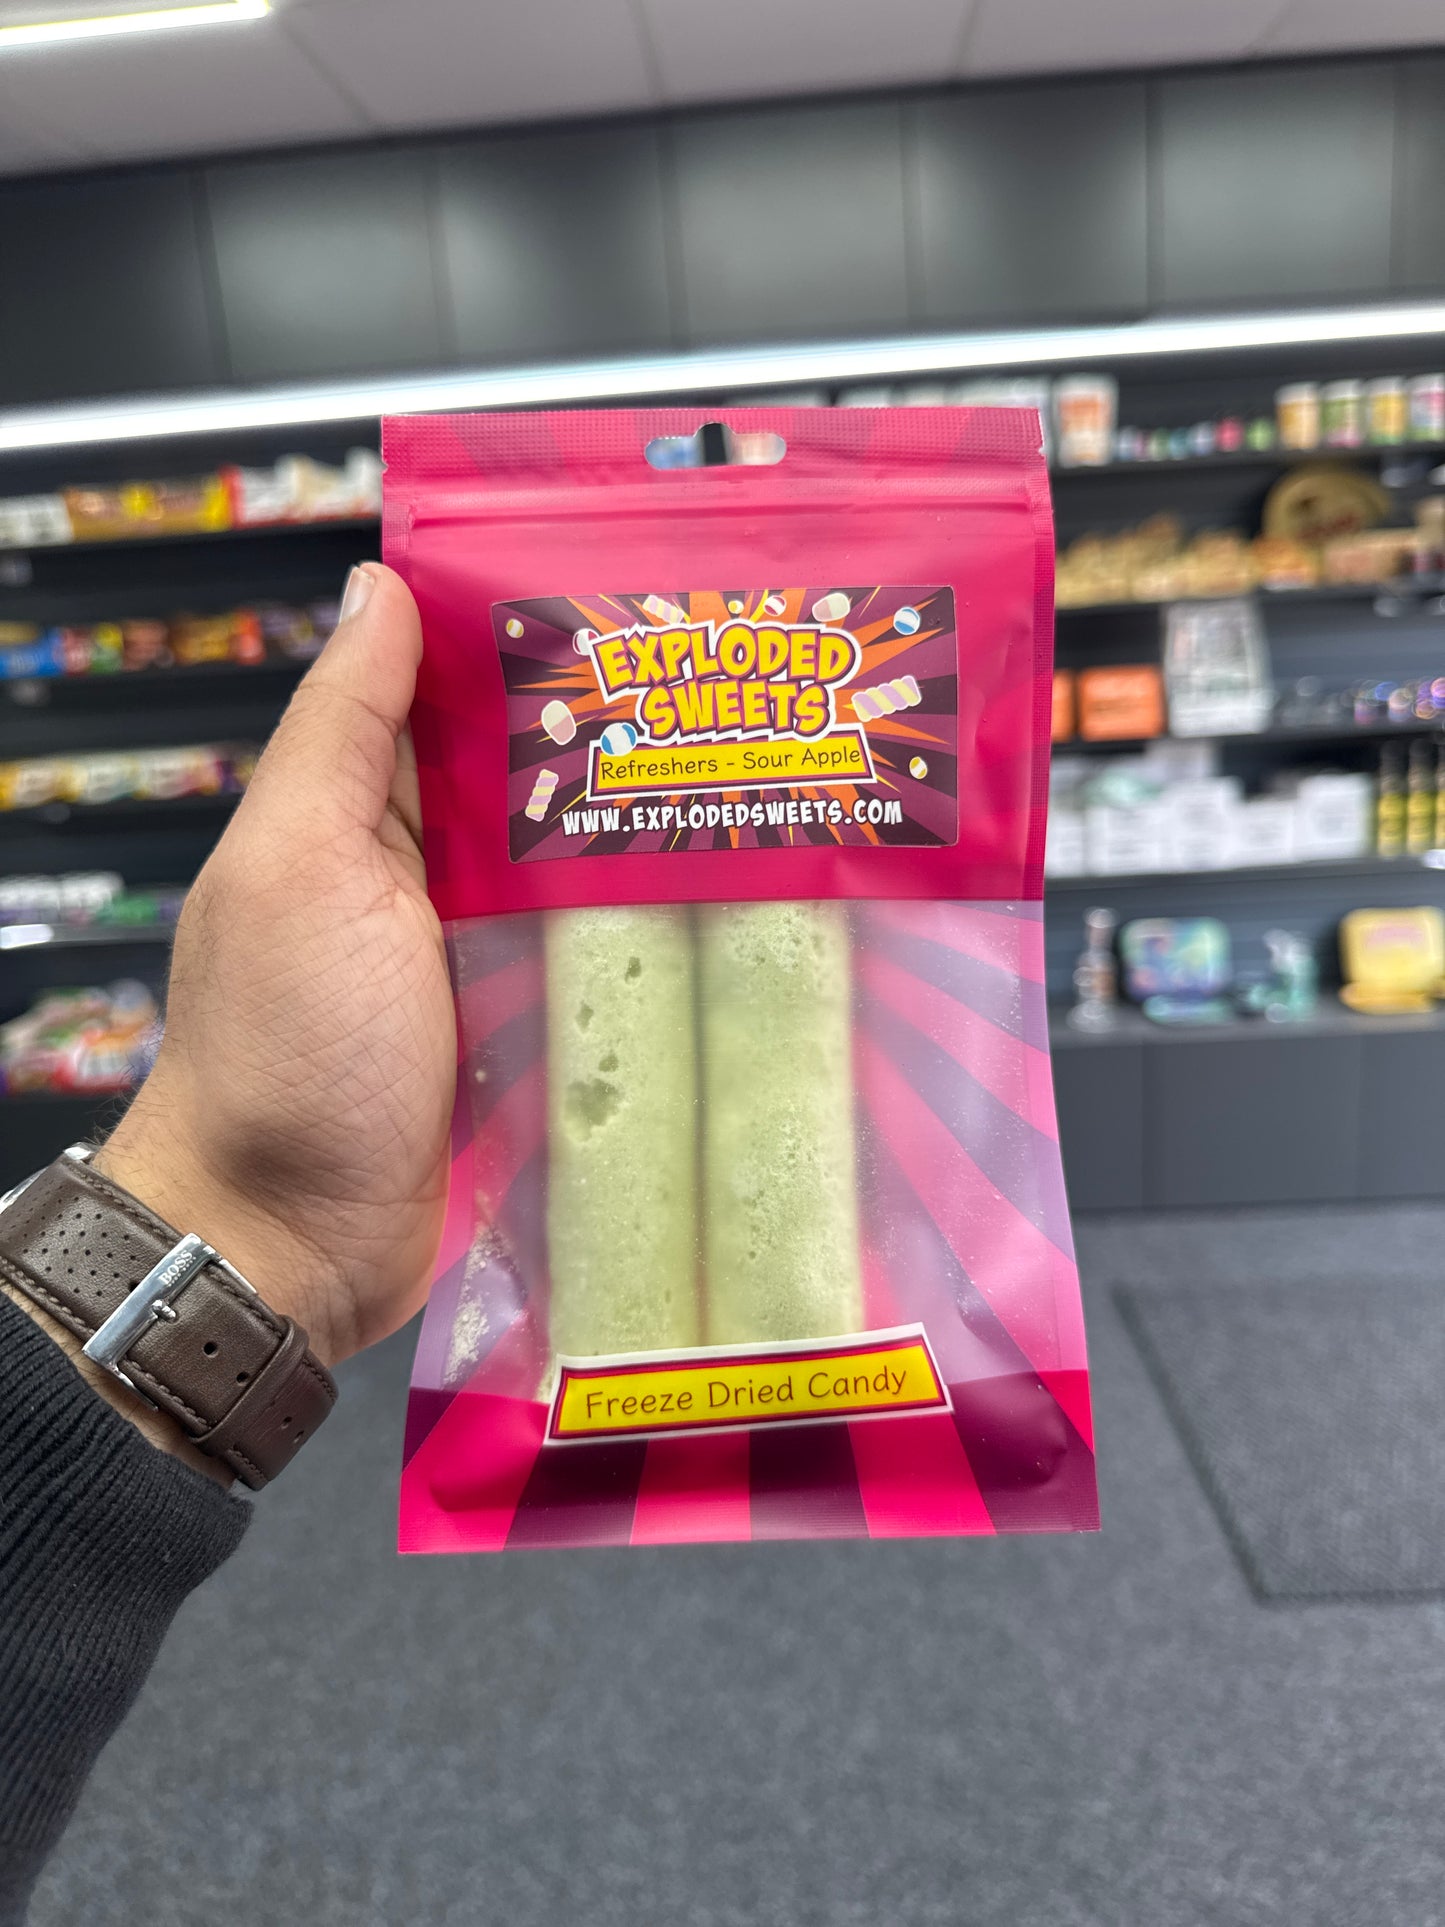 EXPLODED
SWEETS
Refreshers - Sour Apple
WWW.EXPLODEDSWEETS.COM
Freeze Dried Candy
BOSS